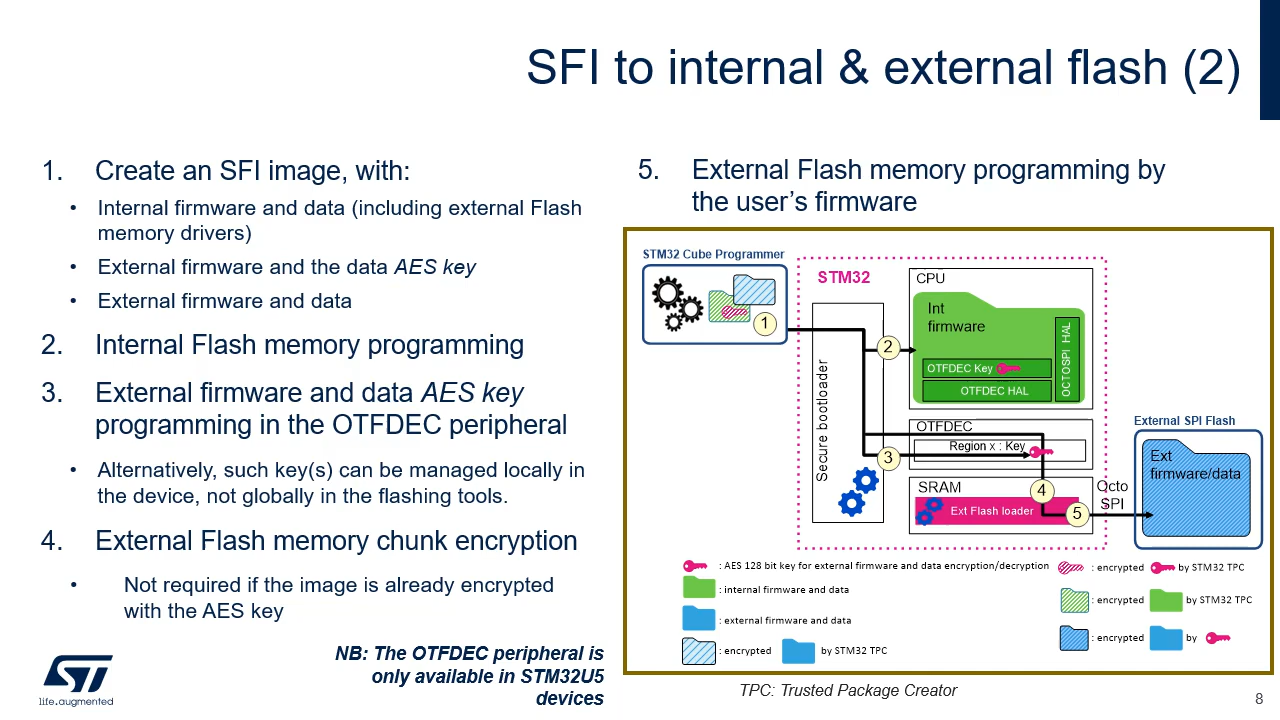 SFI to internal & external flash (2)
1. Create an SFI image, with:
• Internal firmware and data (including external Flash
memory drivers)
• External firmware and the data AES key
• External firmware and data
2. Internal Flash memory programming
3. External firmware and data AES key
programming in the OTFDEC peripheral
• Alternatively, such key(s) can be managed locally in
the device, not globally in the flashing tools.
4. External Flash memory chunk encryption
• Not required if the image is already encrypted
with the AES key
NB: The OTFDEC peripheral is
only available in STM32U5
devices
5. External Flash memory programming by
the user's firmware
STM32 Cube Programmer
1
STM32
Secure bootloader
CPU
Int
firmware
2
OTFDEC Key
OTFDEC HAL
OCTOSPI HAL
OTFDEC
Region x : Key
3
SRAM
4
Ext Flash loader
5
Octo
SPI
External SPI Flash
Ext
firmware/data
: AES 128 bit key for external firmware and data encryption/decryption
: internal firmware and data
: external firmware and data
: encrypted by STM32 TPC
: encrypted by STM32 TPC
: encrypted by STM32 TPC
: encrypted by
TPC: Trusted Package Creator
ST
life.augmented
8